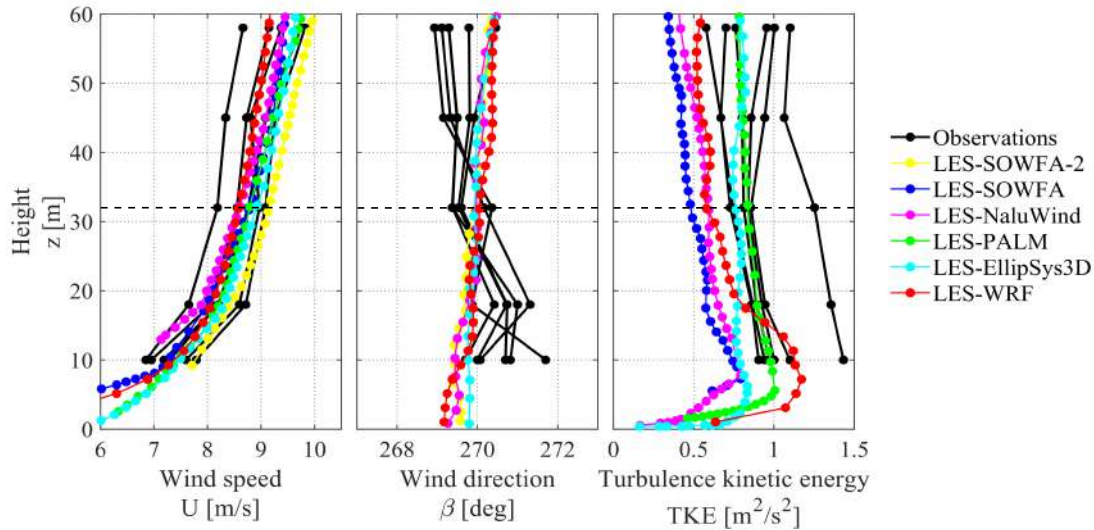 60
50
40
30
20
10
0
Height
z [m]
6 7 8 9 10
Wind speed
U [m/s]
268 270 272
Wind direction
β [deg]
0 0.5 1 1.5
Turbulence kinetic energy
TKE [m²/s²]
Observations
LES-SOWFA-2
LES-SOWFA
LES-NaluWind
LES-PALM
LES-EllipSys3D
LES-WRF